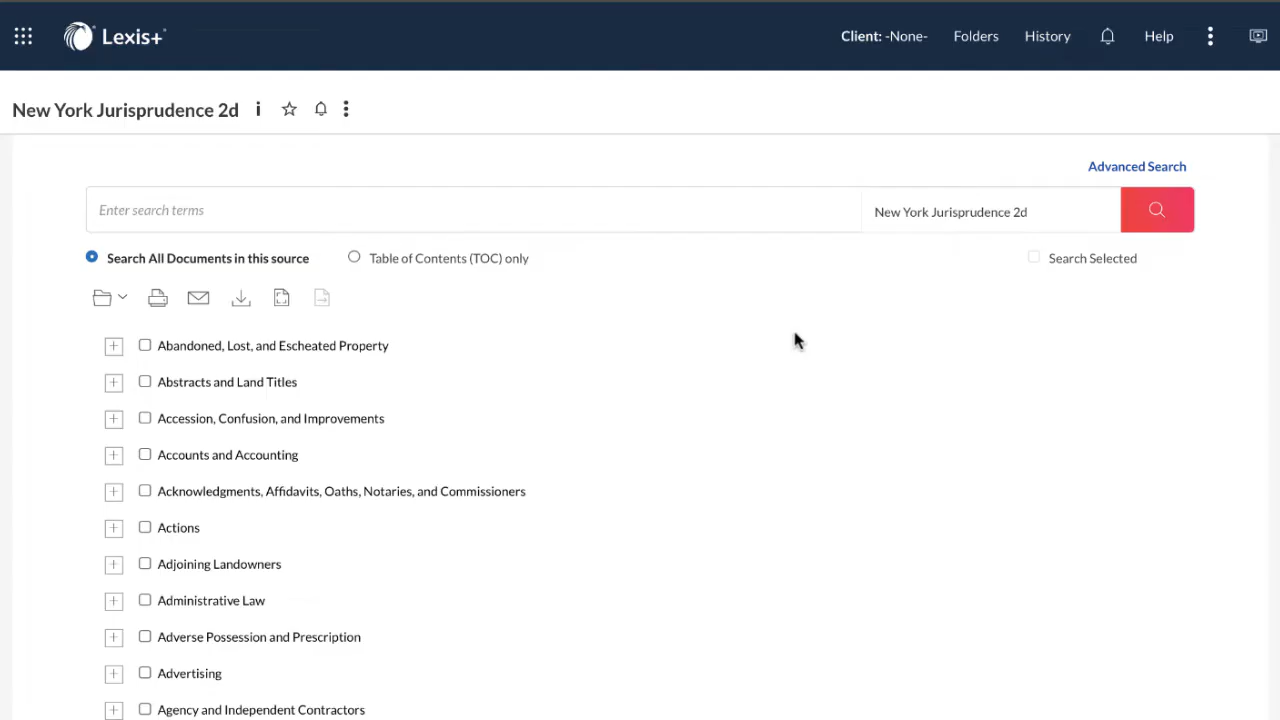 Lexis+
Client: -None-
Folders
History
Help
New York Jurisprudence 2d
Advanced Search
Enter search terms
New York Jurisprudence 2d
Search All Documents in this source
Table of Contents (TOC) only
Search Selected
Abandoned, Lost, and Escheated Property
Abstracts and Land Titles
Accession, Confusion, and Improvements
Accounts and Accounting
Acknowledgments, Affidavits, Oaths, Notaries, and Commissioners
Actions
Adjoining Landowners
Administrative Law
Adverse Possession and Prescription
Advertising
Agency and Independent Contractors